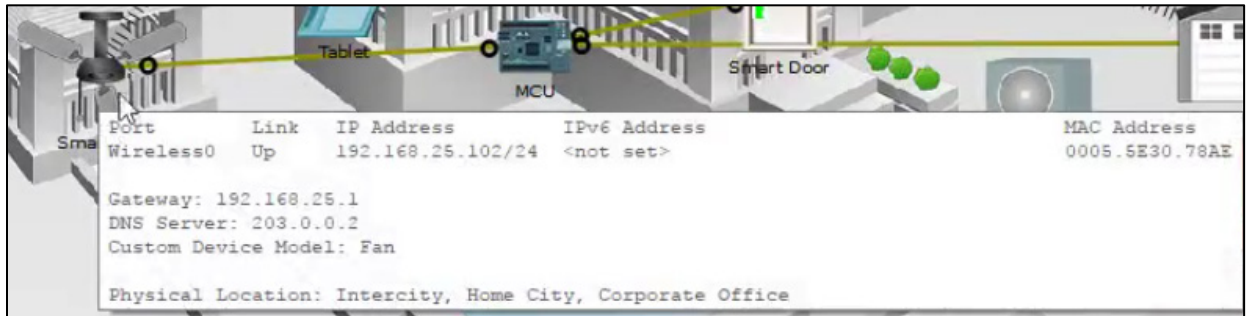 Tablet
Smart Door
MCU
Sma
Port Link IP Address IPv6 Address MAC Address
Wireless0 Up 192.168.25.102/24 <not set> 0005.5E30.78AE
Gateway: 192.168.25.1
DNS Server: 203.0.0.2
Custom Device Model: Fan
Physical Location: Intercity, Home City, Corporate Office